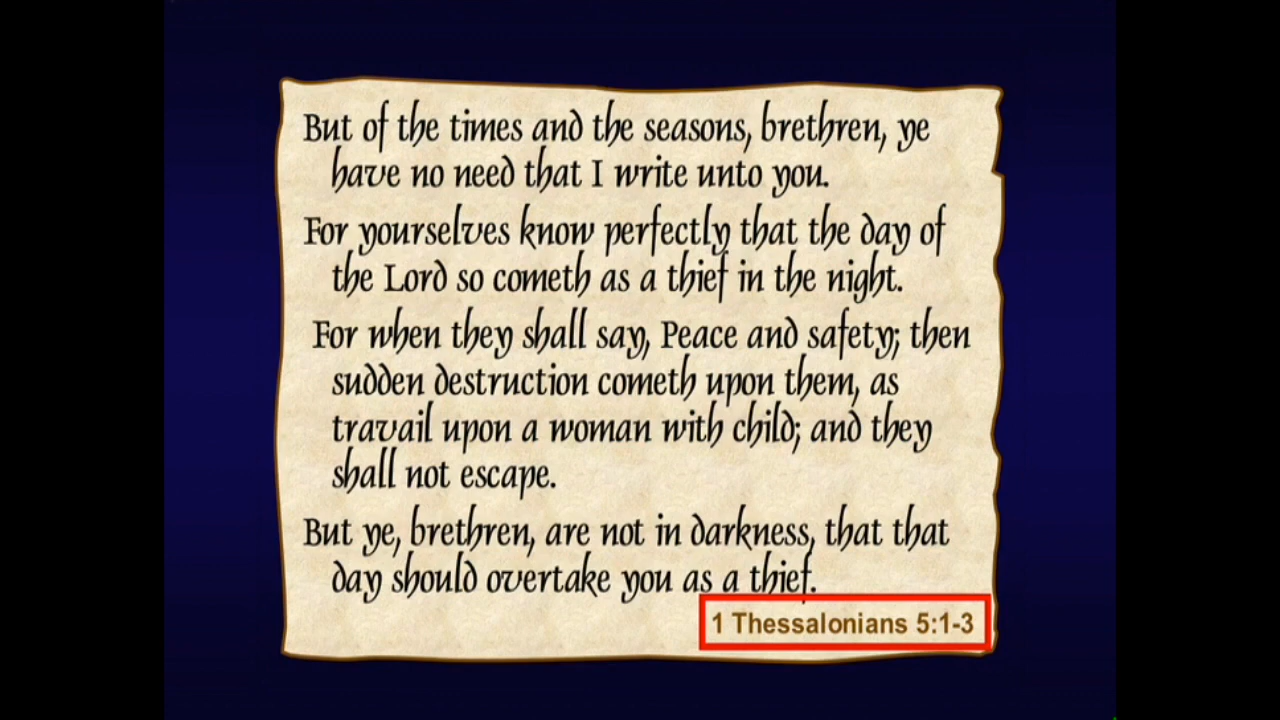 But of the times and the seasons, brethren, ye
have no need that I write unto you.
For yourselves know perfectly that the day of
the Lord so cometh as a thief in the night.
For when they shall say, Peace and safety; then
sudden destruction cometh upon them, as
travail upon a woman with child; and they
shall not escape.
But ye, brethren, are not in darkness, that that
day should overtake you as a thief.
1 Thessalonians 5:1-3